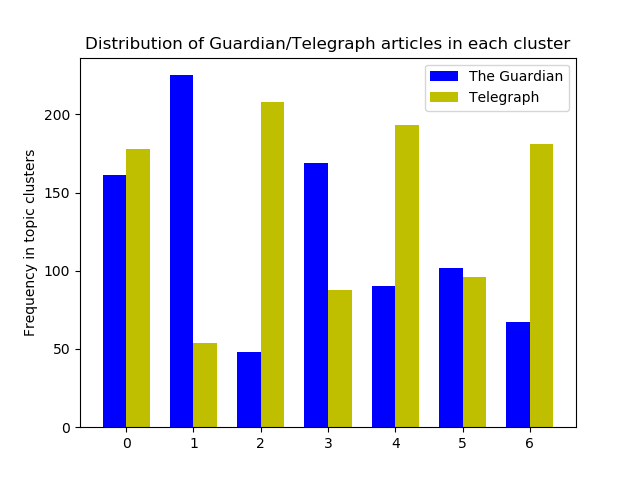 Distribution of Guardian/Telegraph articles in each cluster
The Guardian
Telegraph
Frequency in topic clusters
200
150
100
50
0
0 1 2 3 4 5 6